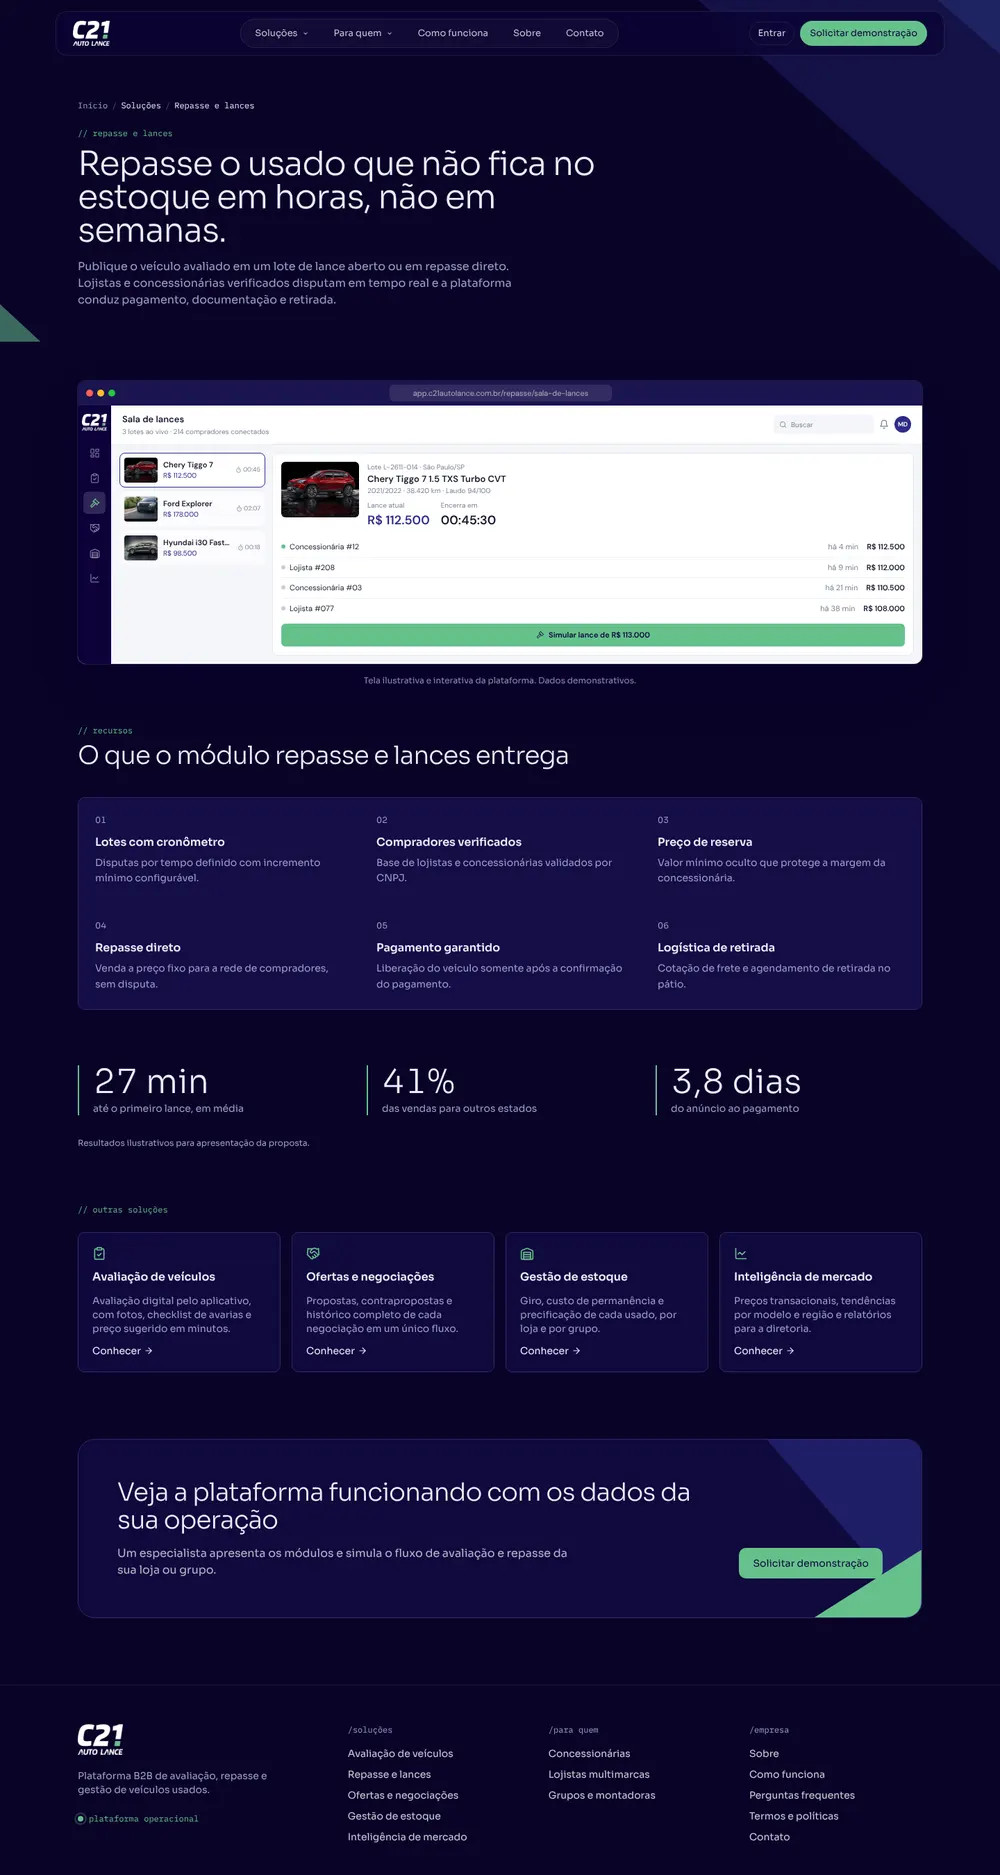 C21
AUTO LANCE
Soluções
Para quem
Como funciona
Sobre
Contato
Entrar
Solicitar demonstração
Início / Soluções / Repasse e lances
// repasse e lances
Repasse o usado que não fica no
estoque em horas, não em
semanas.
Publique o veículo avaliado em um lote de lance aberto ou em repasse direto.
Lojistas e concessionárias verificados disputam em tempo real e a plataforma
conduz pagamento, documentação e retirada.
app.c21autolance.com.br/repasse/sala-de-lances
C21
AUTO LANCE
Sala de lances
3 lotes ao vivo · 214 compradores conectados
Buscar
MD
Chery Tiggo 7
R$ 112.500
00:46
Ford Explorer
R$ 178.000
02:07
Hyundai i30 Fast...
R$ 98.500
00:18
Lote L-2611-014 · São Paulo/SP
Chery Tiggo 7 1.5 TXS Turbo CVT
2021/2022 · 38.420 km · Laudo 94/100
Lance atual
R$ 112.500
Encerra em
00:45:30
Concessionária #12
há 4 min
R$ 112.500
Lojista #208
há 9 min
R$ 112.000
Concessionária #03
há 21 min
R$ 110.500
Lojista #077
há 38 min
R$ 108.000
Simular lance de R$ 113.000
Tela ilustrativa e interativa da plataforma. Dados demonstrativos.
// recursos
O que o módulo repasse e lances entrega
01
Lotes com cronômetro
Disputas por tempo definido com incremento
mínimo configurável.
02
Compradores verificados
Base de lojistas e concessionárias validados por
CNPJ.
03
Preço de reserva
Valor mínimo oculto que protege a margem da
concessionária.
04
Repasse direto
Venda a preço fixo para a rede de compradores,
sem disputa.
05
Pagamento garantido
Liberação do veículo somente após a confirmação
do pagamento.
06
Logística de retirada
Cotação de frete e agendamento de retirada no
pátio.
27 min
até o primeiro lance, em média
41%
das vendas para outros estados
3,8 dias
do anúncio ao pagamento
Resultados ilustrativos para apresentação da proposta.
// outras soluções
Avaliação de veículos
Avaliação digital pelo aplicativo,
com fotos, checklist de avarias e
preço sugerido em minutos.
Conhecer →
Ofertas e negociações
Propostas, contrapropostas e
histórico completo de cada
negociação em um único fluxo.
Conhecer →
Gestão de estoque
Giro, custo de permanência e
precificação de cada usado, por
loja e por grupo.
Conhecer →
Inteligência de mercado
Preços transacionais, tendências
por modelo e região e relatórios
para a diretoria.
Conhecer →
Veja a plataforma funcionando com os dados da
sua operação
Um especialista apresenta os módulos e simula o fluxo de avaliação e repasse da
sua loja ou grupo.
Solicitar demonstração
C21
AUTO LANCE
Plataforma B2B de avaliação, repasse e
gestão de veículos usados.
plataforma operacional
/soluções
Avaliação de veículos
Repasse e lances
Ofertas e negociações
Gestão de estoque
Inteligência de mercado
/para quem
Concessionárias
Lojistas multimarcas
Grupos e montadoras
/empresa
Sobre
Como funciona
Perguntas frequentes
Termos e políticas
Contato